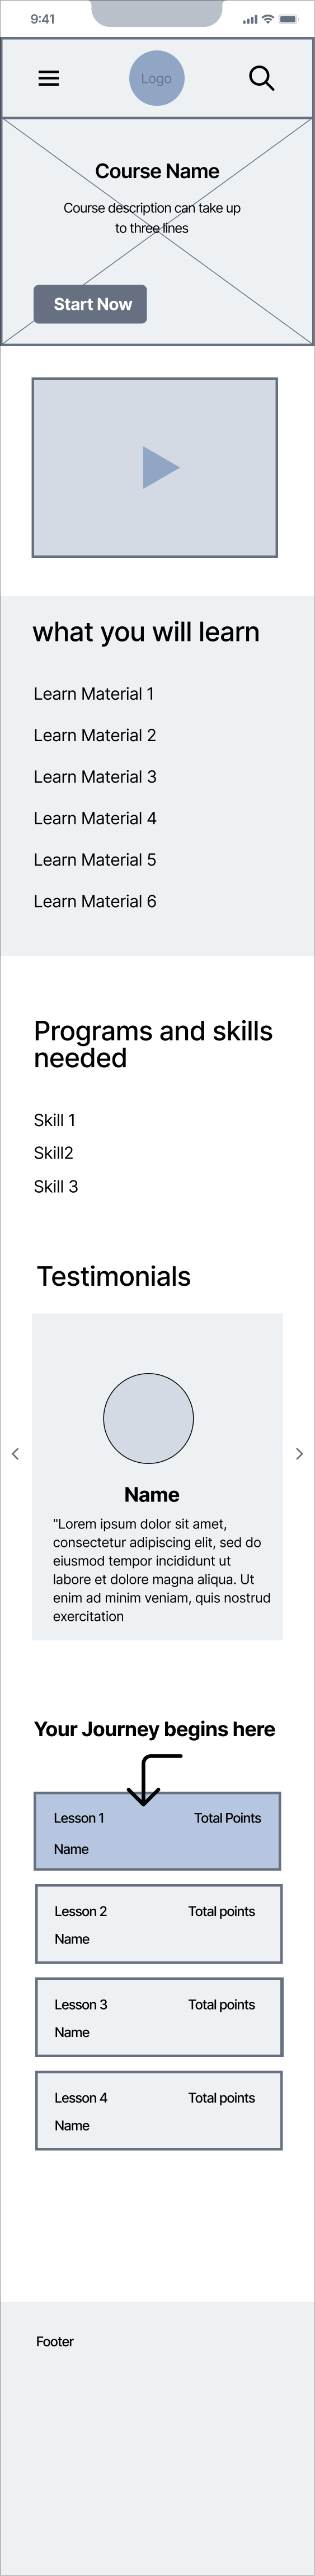 9:41
Logo
Course Name
Course description can take up
to three lines
Start Now
what you will learn
Learn Material 1
Learn Material 2
Learn Material 3
Learn Material 4
Learn Material 5
Learn Material 6
Programs and skills
needed
Skill 1
Skill2
Skill 3
Testimonials
Name
"Lorem ipsum dolor sit amet,
consectetur adipiscing elit, sed do
eiusmod tempor incididunt ut
labore et dolore magna aliqua. Ut
enim ad minim veniam, quis nostrud
exercitation
Your Journey begins here
Lesson 1 Total Points
Name
Lesson 2 Total points
Name
Lesson 3 Total points
Name
Lesson 4 Total points
Name
Footer